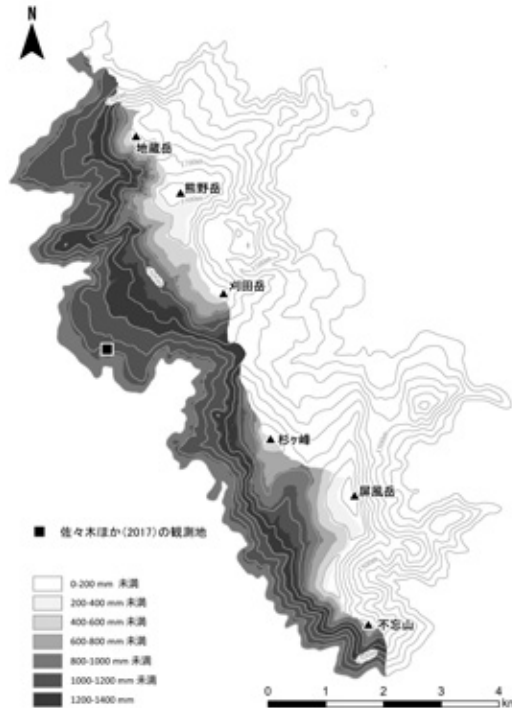 N
地蔵岳
熊野岳
刈田岳
杉ヶ峰
屏風岳
不忘山
■ 佐々木ほか(2017)の観測地
0-200 mm 未満
200-400 mm 未満
400-600 mm 未満
600-800 mm 未満
800-1000 mm 未満
1000-1200 mm 未満
1200-1400 mm
0 1 2 3 4
km